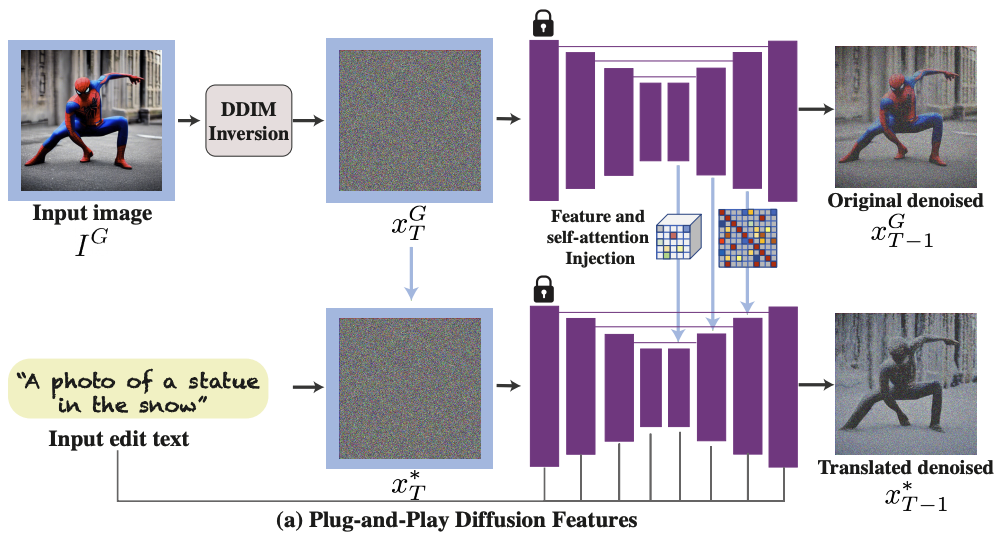 DDIM
Inversion
Input image
I^G
x_T^G
Feature and
self-attention
Injection
Original denoised
x_{T-1}^G
"A photo of a statue
in the snow"
Input edit text
x_T^*
Translated denoised
x_{T-1}^*
(a) Plug-and-Play Diffusion Features